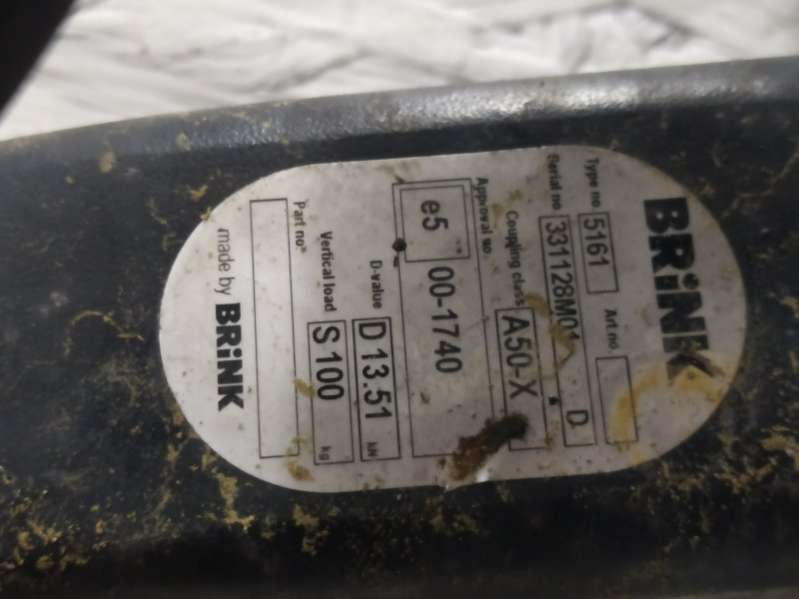 BRiNK
Type no 5161 Art.no
Serial no 331128M01 D
Coupling class A50-X
Approval no.
e5 00-1740
D-value D 13.51 kN
Vertical load S 100 kg
Part no°
made by BRiNK